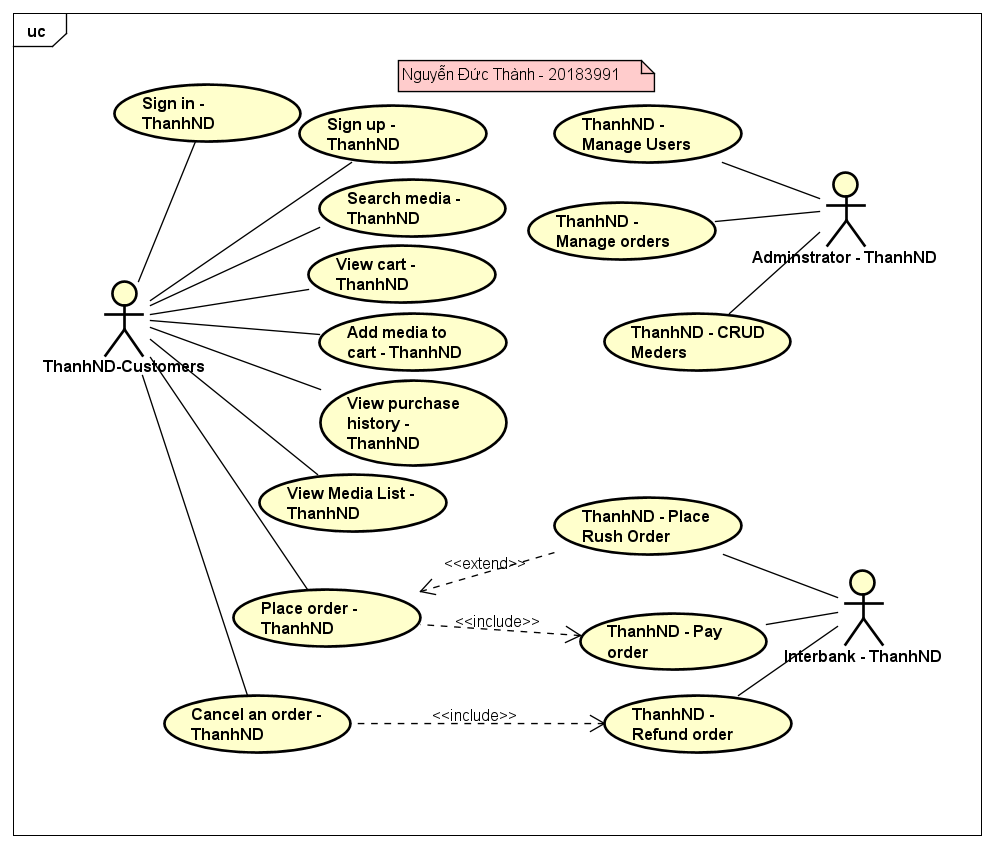 uc
Nguyễn Đức Thành - 20183991
Sign in -
ThanhND
Sign up -
ThanhND
ThanhND -
Manage Users
Search media -
ThanhND
ThanhND -
Manage orders
Adminstrator - ThanhND
View cart -
ThanhND
Add media to
cart - ThanhND
ThanhND - CRUD
Meders
ThanhND-Customers
View purchase
history -
ThanhND
View Media List -
ThanhND
ThanhND - Place
Rush Order
<<extend>>
Place order -
ThanhND
<<include>>
ThanhND - Pay
order
Interbank - ThanhND
Cancel an order -
ThanhND
<<include>>
ThanhND -
Refund order